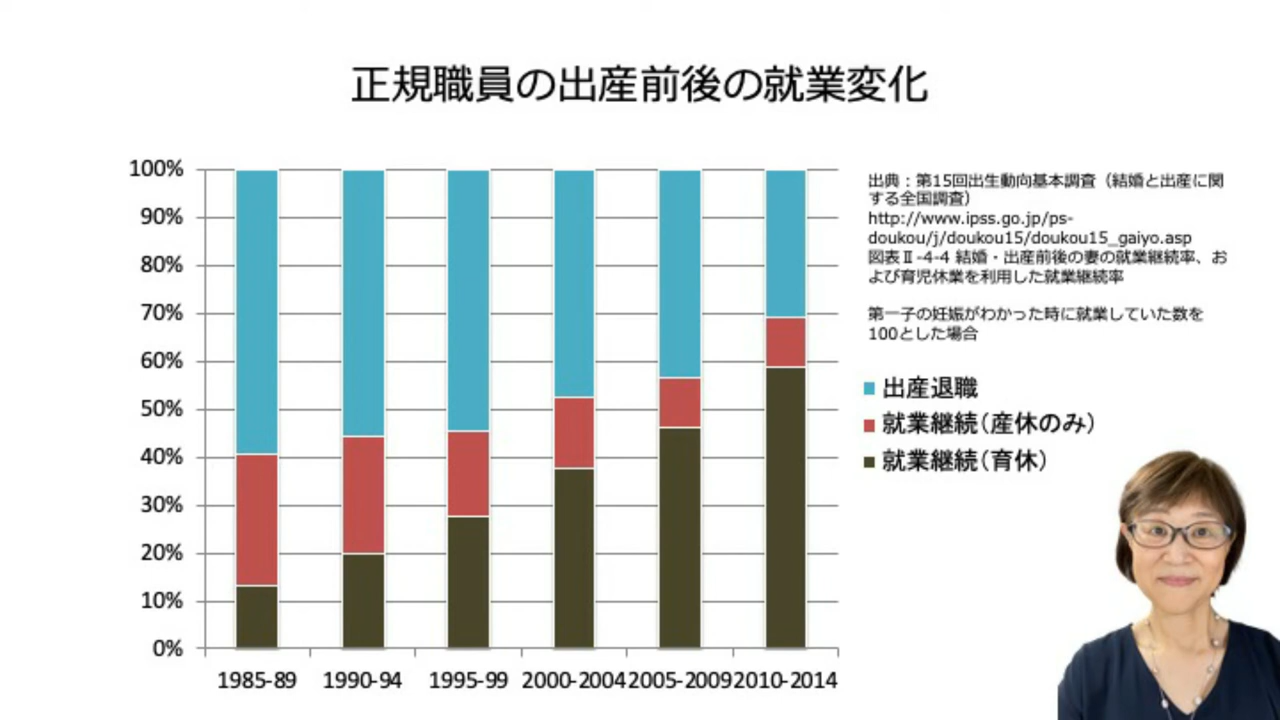 正規職員の出産前後の就業変化
100%
90%
80%
70%
60%
50%
40%
30%
20%
10%
0%
1985-89
1990-94
1995-99
2000-2004
2005-2009
2010-2014
出典：第15回出生動向基本調査（結婚と出産に関
する全国調査）
http://www.ipss.go.jp/ps-
doukou/j/doukou15/doukou15_gaiyo.asp
図表Ⅱ-4-4 結婚・出産前後の妻の就業継続率、お
よび育児休業を利用した就業継続率
第一子の妊娠がわかった時に就業していた数を
100とした場合
出産退職
就業継続（産休のみ）
就業継続（育休）